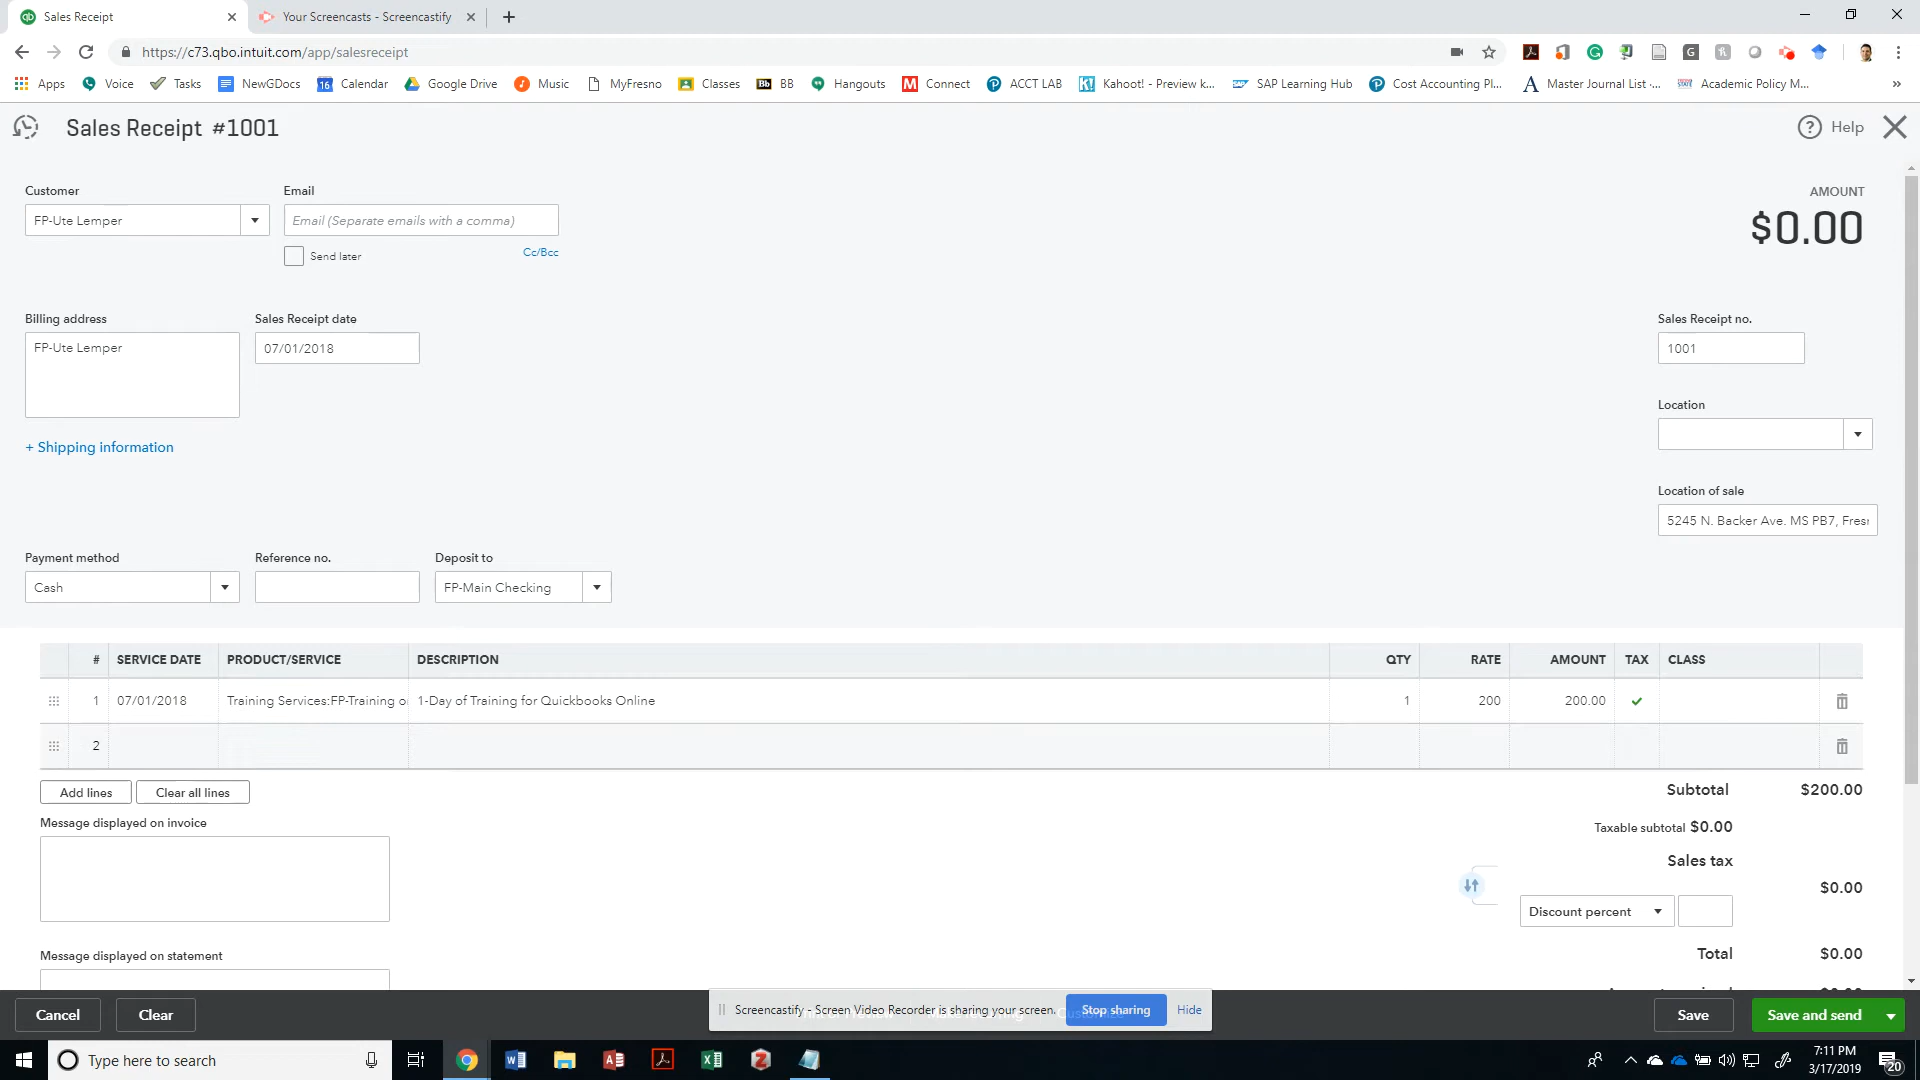 Sales Receipt
Your Screencasts - Screencastify
https://c73.qbo.intuit.com/app/salesreceipt
Apps
Voice
Tasks
NewGDocs
Calendar
Google Drive
Music
MyFresno
Classes
BB
Hangouts
Connect
ACCT LAB
Kahoot! - Preview k...
SAP Learning Hub
Cost Accounting Pl...
Master Journal List -...
Academic Policy M...
Sales Receipt #1001
Help
Customer
Email
AMOUNT
FP-Ute Lemper
Email (Separate emails with a comma)
$0.00
Send later
Cc/Bcc
Billing address
Sales Receipt date
Sales Receipt no.
FP-Ute Lemper
07/01/2018
1001
Location
+ Shipping information
Location of sale
5245 N. Backer Ave. MS PB7, Fresr
Payment method
Reference no.
Deposit to
Cash
FP-Main Checking
# SERVICE DATE PRODUCT/SERVICE DESCRIPTION QTY RATE AMOUNT TAX CLASS
1 07/01/2018 Training Services:FP-Training o 1-Day of Training for Quickbooks Online 1 200 200.00
2
Add lines
Clear all lines
Subtotal $200.00
Message displayed on invoice
Taxable subtotal $0.00
Sales tax
$0.00
Discount percent
Message displayed on statement
Total $0.00
Cancel
Clear
Screencastify - Screen Video Recorder is sharing your screen.
Stop sharing
Hide
Save
Save and send
Type here to search
7:11 PM
3/17/2019
20